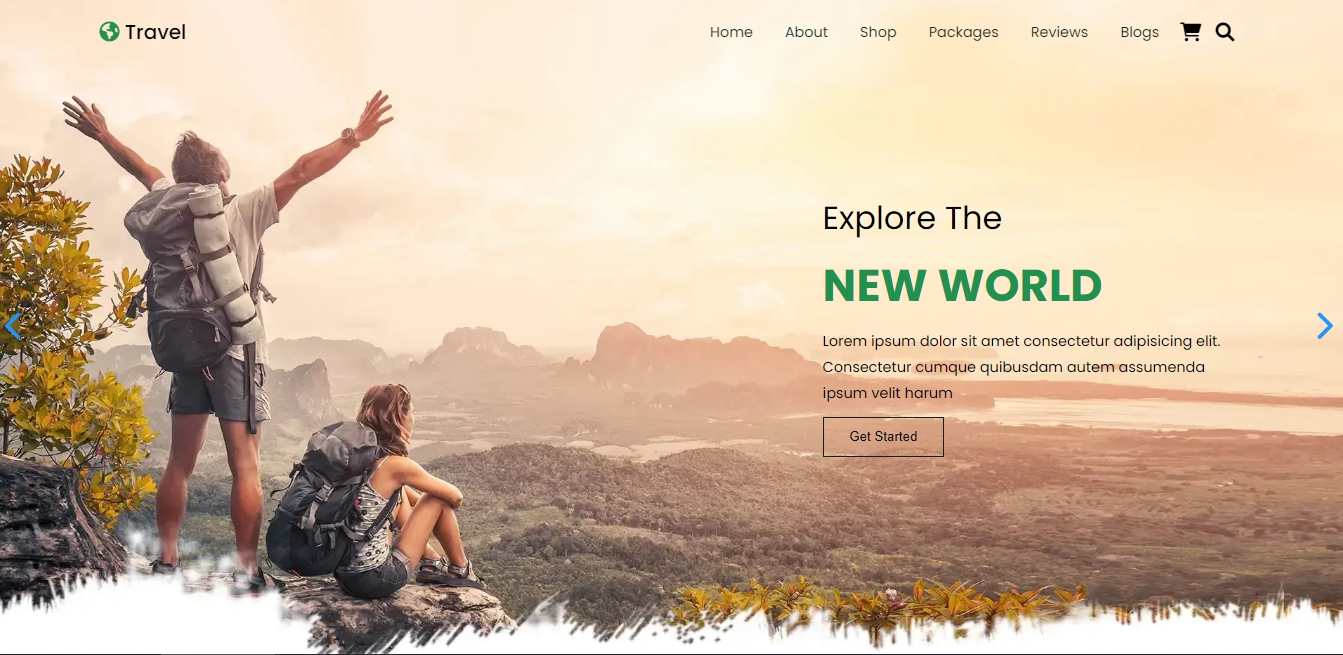 Travel
Home About Shop Packages Reviews Blogs
Explore The
NEW WORLD
Lorem ipsum dolor sit amet consectetur adipisicing elit.
Consectetur cumque quibusdam autem assumenda
ipsum velit harum
Get Started